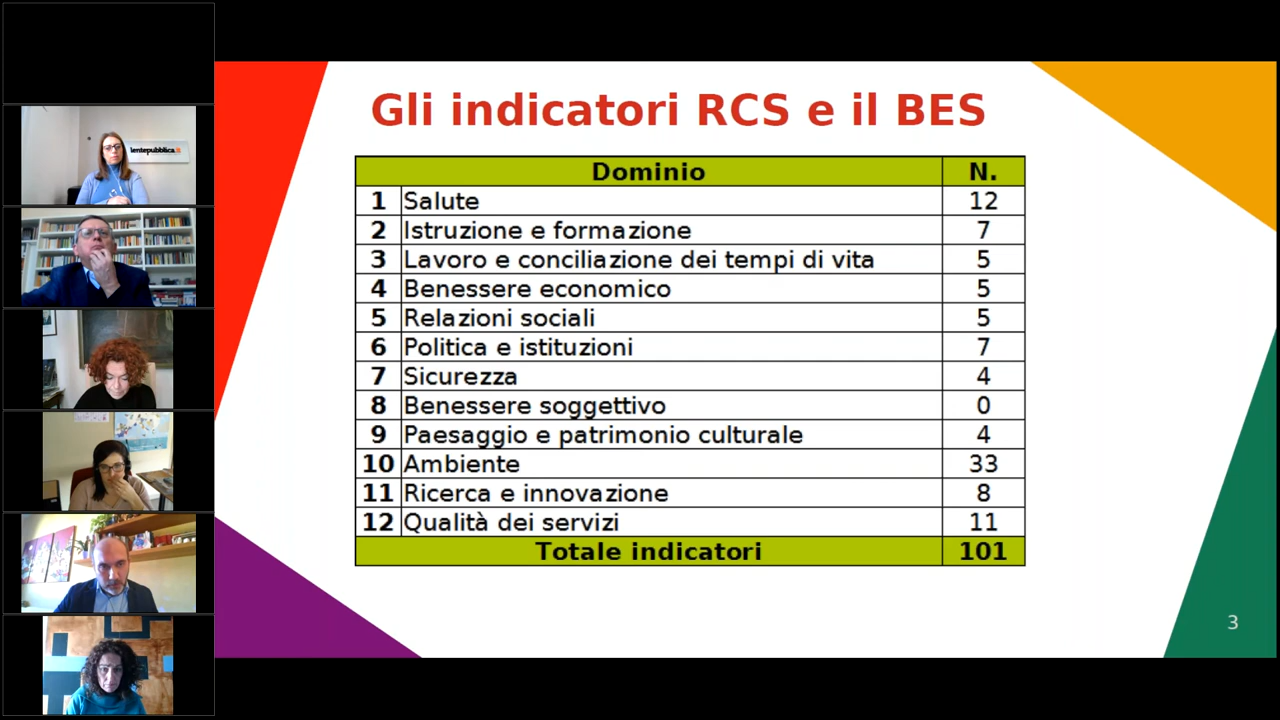 lentepubblica.it
Gli indicatori RCS e il BES
Dominio N.
1 Salute 12
2 Istruzione e formazione 7
3 Lavoro e conciliazione dei tempi di vita 5
4 Benessere economico 5
5 Relazioni sociali 5
6 Politica e istituzioni 7
7 Sicurezza 4
8 Benessere soggettivo 0
9 Paesaggio e patrimonio culturale 4
10 Ambiente 33
11 Ricerca e innovazione 8
12 Qualità dei servizi 11
Totale indicatori 101
3